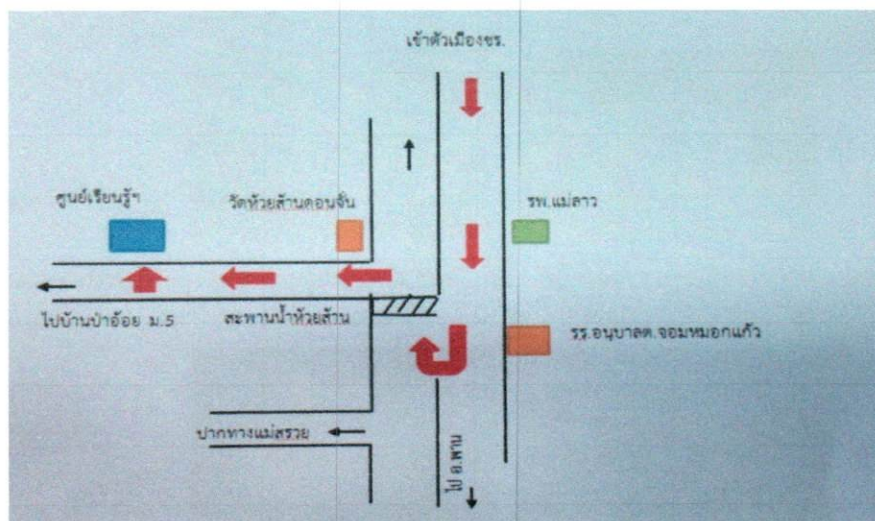 เข้าตัวเมืองชร.
ศูนย์เรียนรู้ฯ
วัดห้วยส้านดอนจั่น
รพ.แม่ลาว
ไปบ้านป่าอ้อย ม.5
สะพานน้ำห้วยส้าน
รร.อนุบาลต.จอมหมอกแก้ว
ปากทางแม่สรวย
ไป อ.พาน